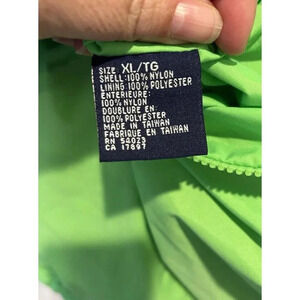 SIZE XL/TG
SHELL:100% NYLON
LINING 100% POLYESTER
ENTERIEURE:
100% NYLON
DOUBLURE EN:
100% POLYESTER
MADE IN TAIWAN
FABRIQUE EN TAIWAN
RN 54023
CA 17897